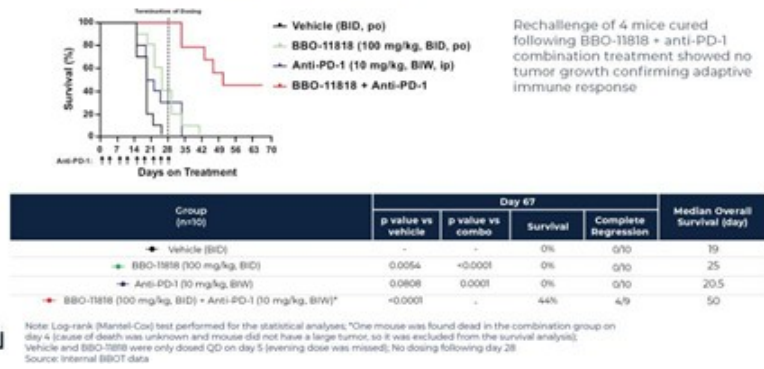 Termination of Dosing
Vehicle (BID, po)
BBO-11818 (100 mg/kg, BID, po)
Anti-PD-1 (10 mg/kg, BIW, ip)
BBO-11818 + Anti-PD-1
Survival (%)
100
80
60
40
20
0
0 7 14 21 28 35 42 49 56 63 70
Anti-PD-1:
Days on Treatment
Rechallenge of 4 mice cured
following BBO-11818 + anti-PD-1
combination treatment showed no
tumor growth confirming adaptive
immune response
Group
(n=10)
Day 67
p value vs
vehicle
p value vs
combo
Survival
Complete
Regression
Median Overall
Survival (day)
Vehicle (BID) - - 0% 0/10 19
BBO-11818 (100 mg/kg, BID) 0.0054 <0.0001 0% 0/10 25
Anti-PD-1 (10 mg/kg, BIW) 0.0808 0.0001 0% 0/10 20.5
BBO-11818 (100 mg/kg, BID) + Anti-PD-1 (10 mg/kg, BIW)* <0.0001 - 44% 4/9 50
Note: Log-rank (Mantel-Cox) test performed for the statistical analyses; *One mouse was found dead in the combination group on
day 4 (cause of death was unknown and mouse did not have a large tumor, so it was excluded from the survival analysis);
Vehicle and BBO-11818 were only dosed QD on day 5 (evening dose was missed); No dosing following day 28
Source: Internal BBOT data